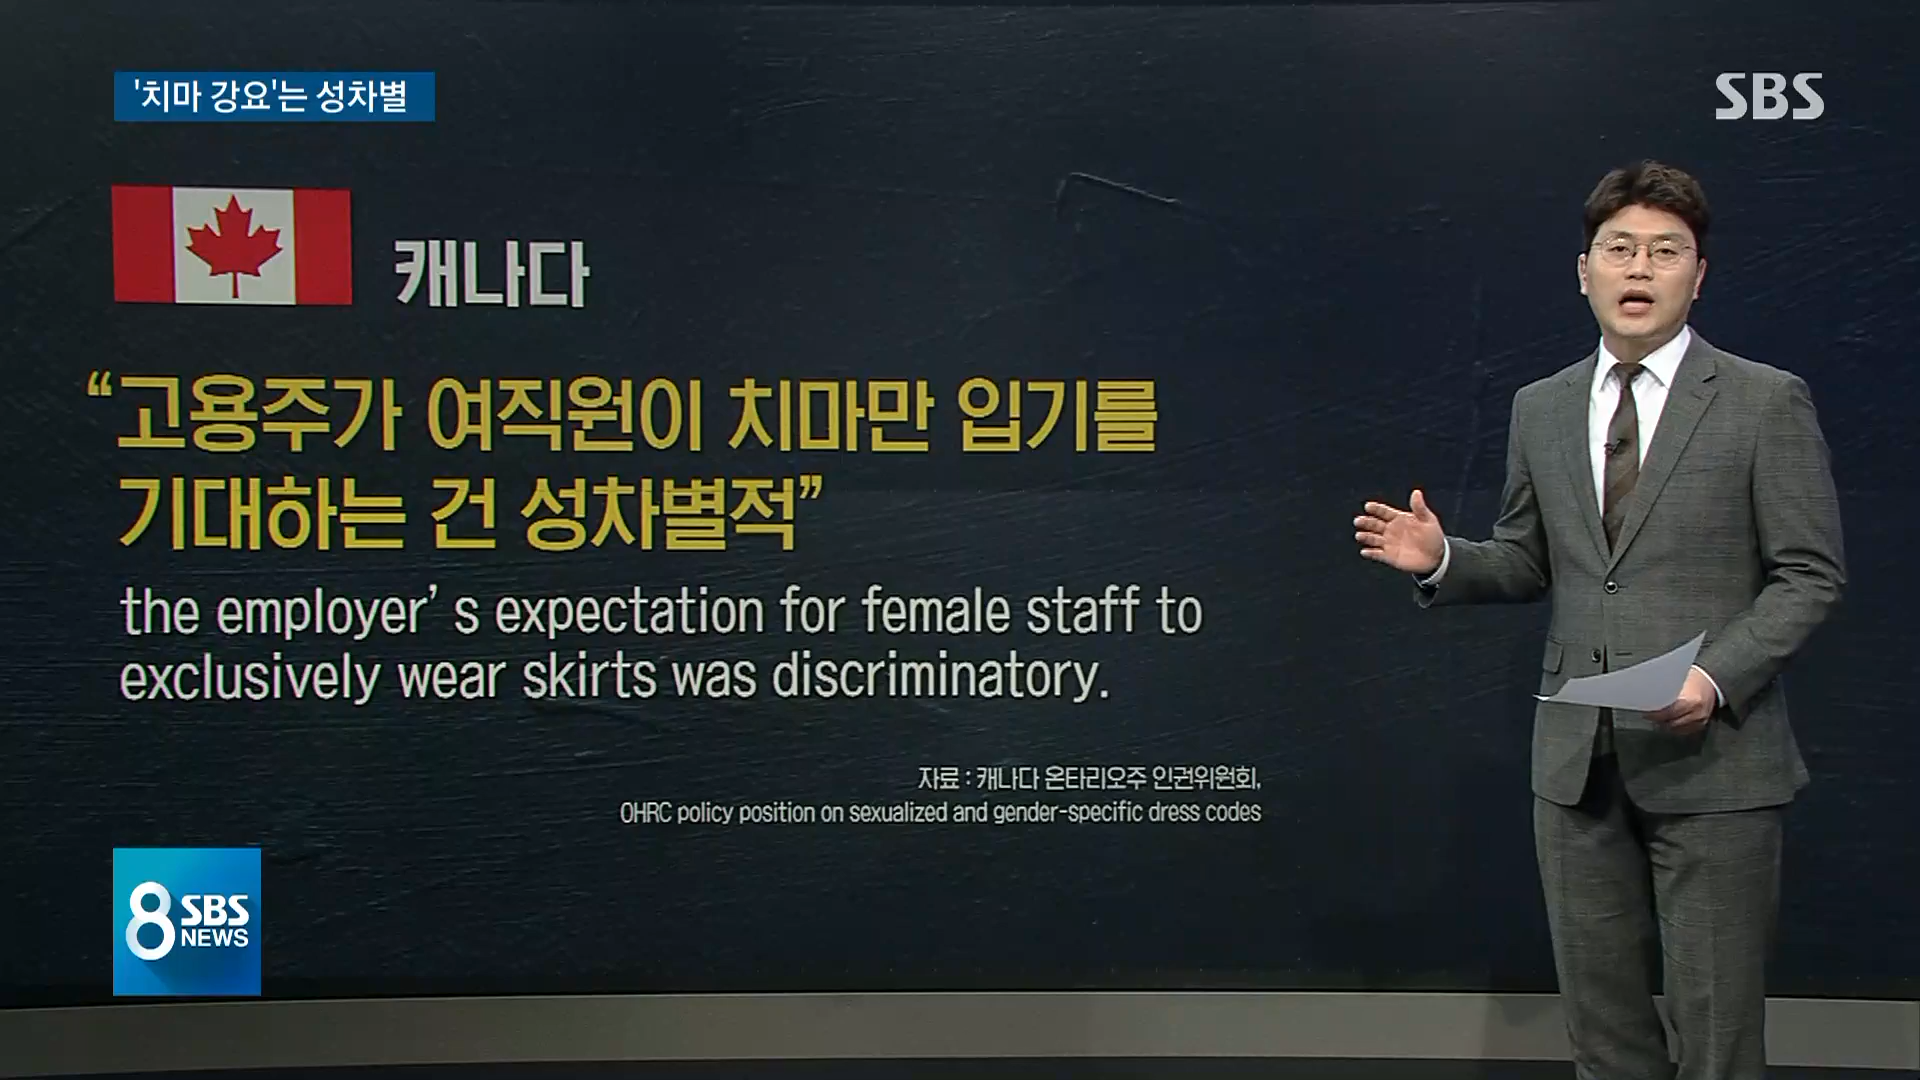 '치마 강요'는 성차별
SBS
캐나다
“고용주가 여직원이 치마만 입기를
기대하는 건 성차별적”
the employer’s expectation for female staff to
exclusively wear skirts was discriminatory.
자료 : 캐나다 온타리오주 인권위원회,
OHRC policy position on sexualized and gender-specific dress codes
8 SBS
NEWS